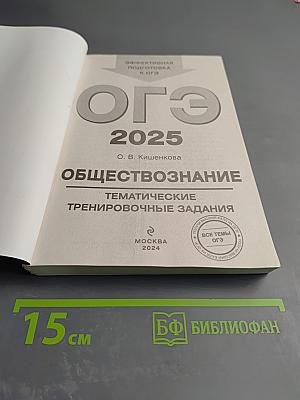 ЭФФЕКТИВНАЯ
ПОДГОТОВКА
К ОГЭ
ОГЭ
2025
О. В. Кишенкова
ОБЩЕСТВОЗНАНИЕ
ТЕМАТИЧЕСКИЕ
ТРЕНИРОВОЧНЫЕ ЗАДАНИЯ
ВСЕ ТЕМЫ
ОГЭ
МОСКВА
2024
15 см
БФ БИБЛИОФАН